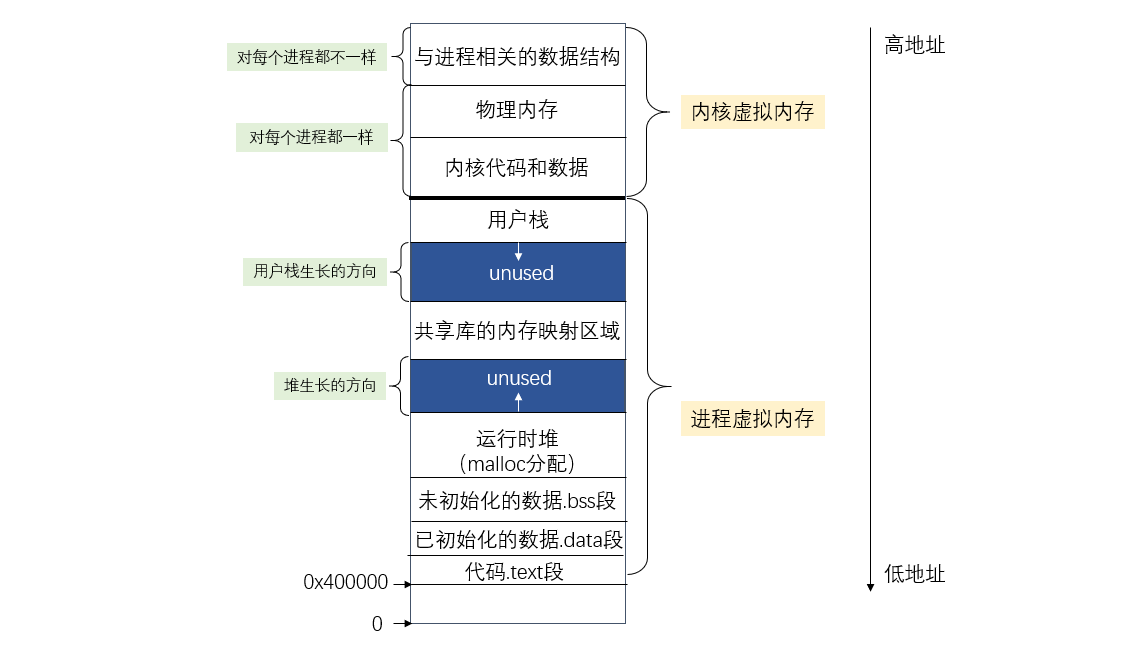 对每个进程都不一样
与进程相关的数据结构
高地址
物理内存
内核虚拟内存
对每个进程都一样
内核代码和数据
用户栈
用户栈生长的方向
unused
共享库的内存映射区域
堆生长的方向
unused
进程虚拟内存
运行时堆
（malloc分配）
未初始化的数据.bss段
已初始化的数据.data段
代码.text段
低地址
0x400000
0